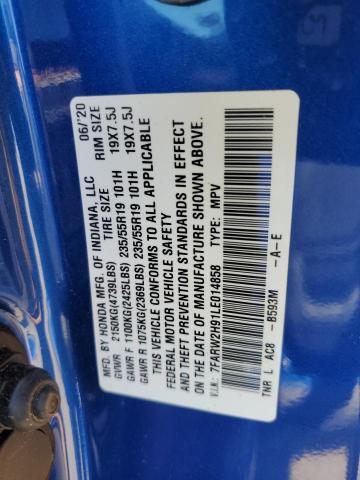 MFD.BY HONDA MFG. OF INDIANA, LLC 06/'20
TIRE SIZE RIM SIZE
GVWR 2150KG(4739LBS)
GAWR F 1100KG(2425LBS) 235/55R19 101H 19X7.5J
GAWR R 1075KG(2369LBS) 235/55R19 101H 19X7.5J
THIS VEHICLE CONFORMS TO ALL APPLICABLE
FEDERAL MOTOR VEHICLE SAFETY
AND THEFT PREVENTION STANDARDS IN EFFECT
ON THE DATE OF MANUFACTURE SHOWN ABOVE.
V.I.N: 7FARW2H91LE014858 TYPE: MPV
TNR L AC8 -B593M -A-E